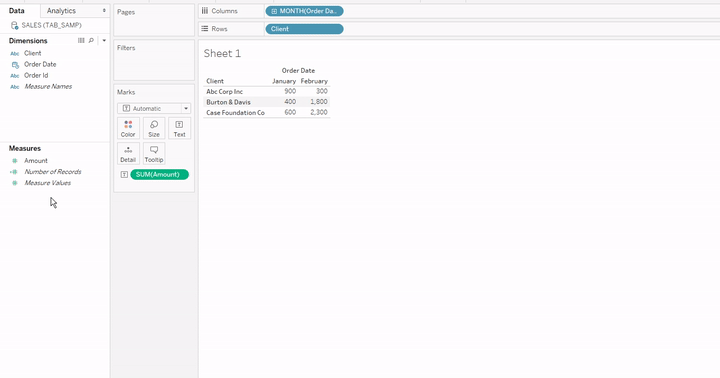 Data Analytics
SALES (TAB_SAMP)
Dimensions
Abc Client
Order Date
Abc Order Id
Abc Measure Names
Measures
Amount
Number of Records
Measure Values
Pages
Filters
Marks
Automatic
Color Size Text
Detail Tooltip
SUM(Amount)
Columns MONTH(Order Da..
Rows Client
Sheet 1
Order Date
Client January February
Abc Corp Inc 900 300
Burton & Davis 400 1,800
Case Foundation Co 600 2,300